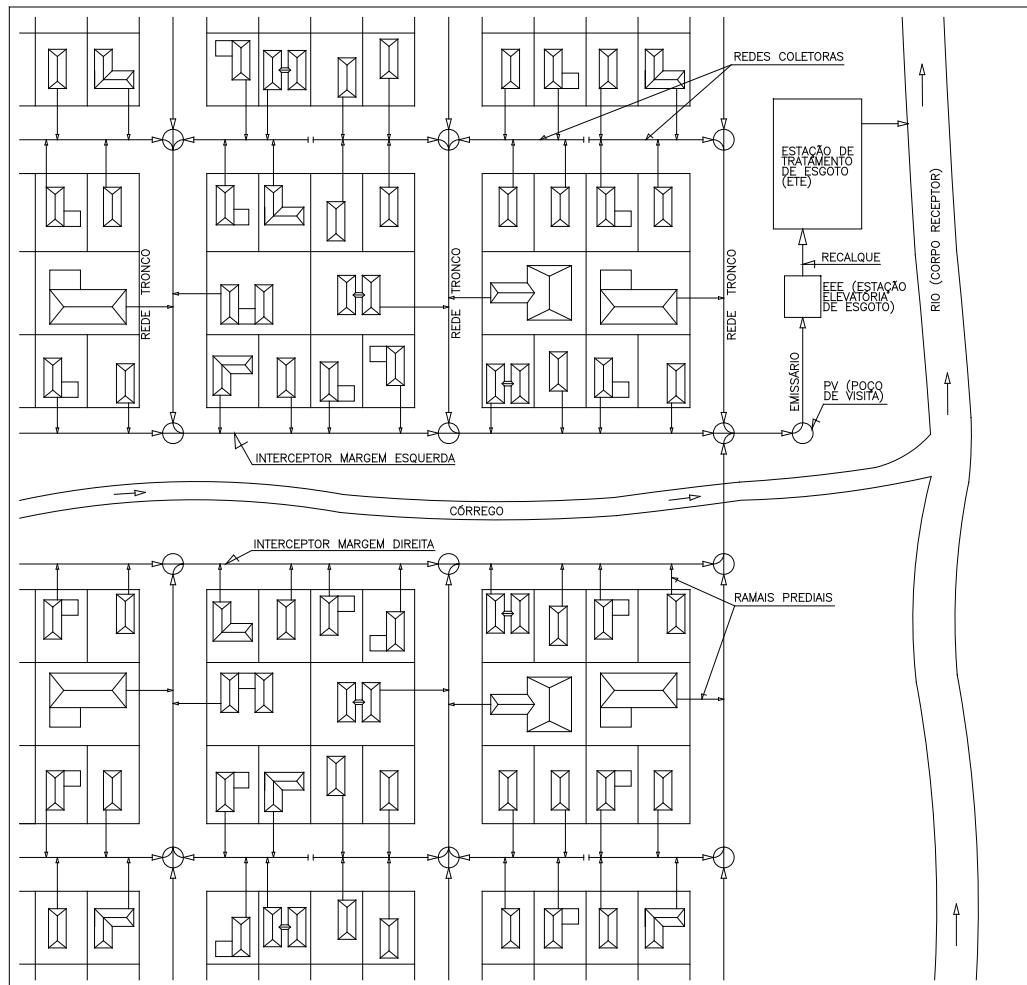 REDES COLETORAS
ESTAÇÃO DE
TRATAMENTO
DE ESGOTO
(ETE)
RIO (CORPO RECEPTOR)
RECALQUE
EEE (ESTAÇÃO
ELEVATÓRIA
DE ESGOTO)
REDE TRONCO
REDE TRONCO
REDE TRONCO
EMISSÁRIO
PV (POÇO
DE VISITA)
INTERCEPTOR MARGEM ESQUERDA
CÓRREGO
INTERCEPTOR MARGEM DIREITA
RAMAIS PREDIAIS